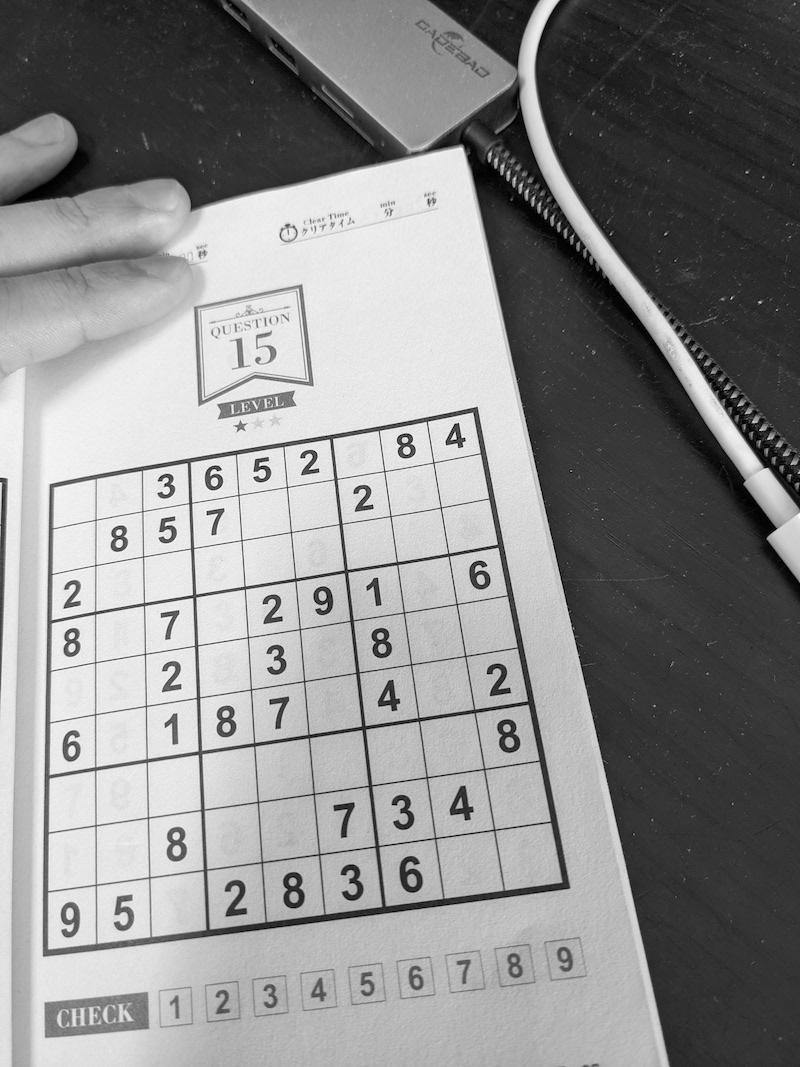 GADEBAO
Clear Time min sec
クリアタイム 分 秒
sec
秒
QUESTION
15
LEVEL
3 6 5 2 8 4
8 5 7 2
2
8 7 2 9 1 6
2 3 8
6 1 8 7 4 2
8
8 7 3 4
9 5 2 8 3 6
CHECK 1 2 3 4 5 6 7 8 9